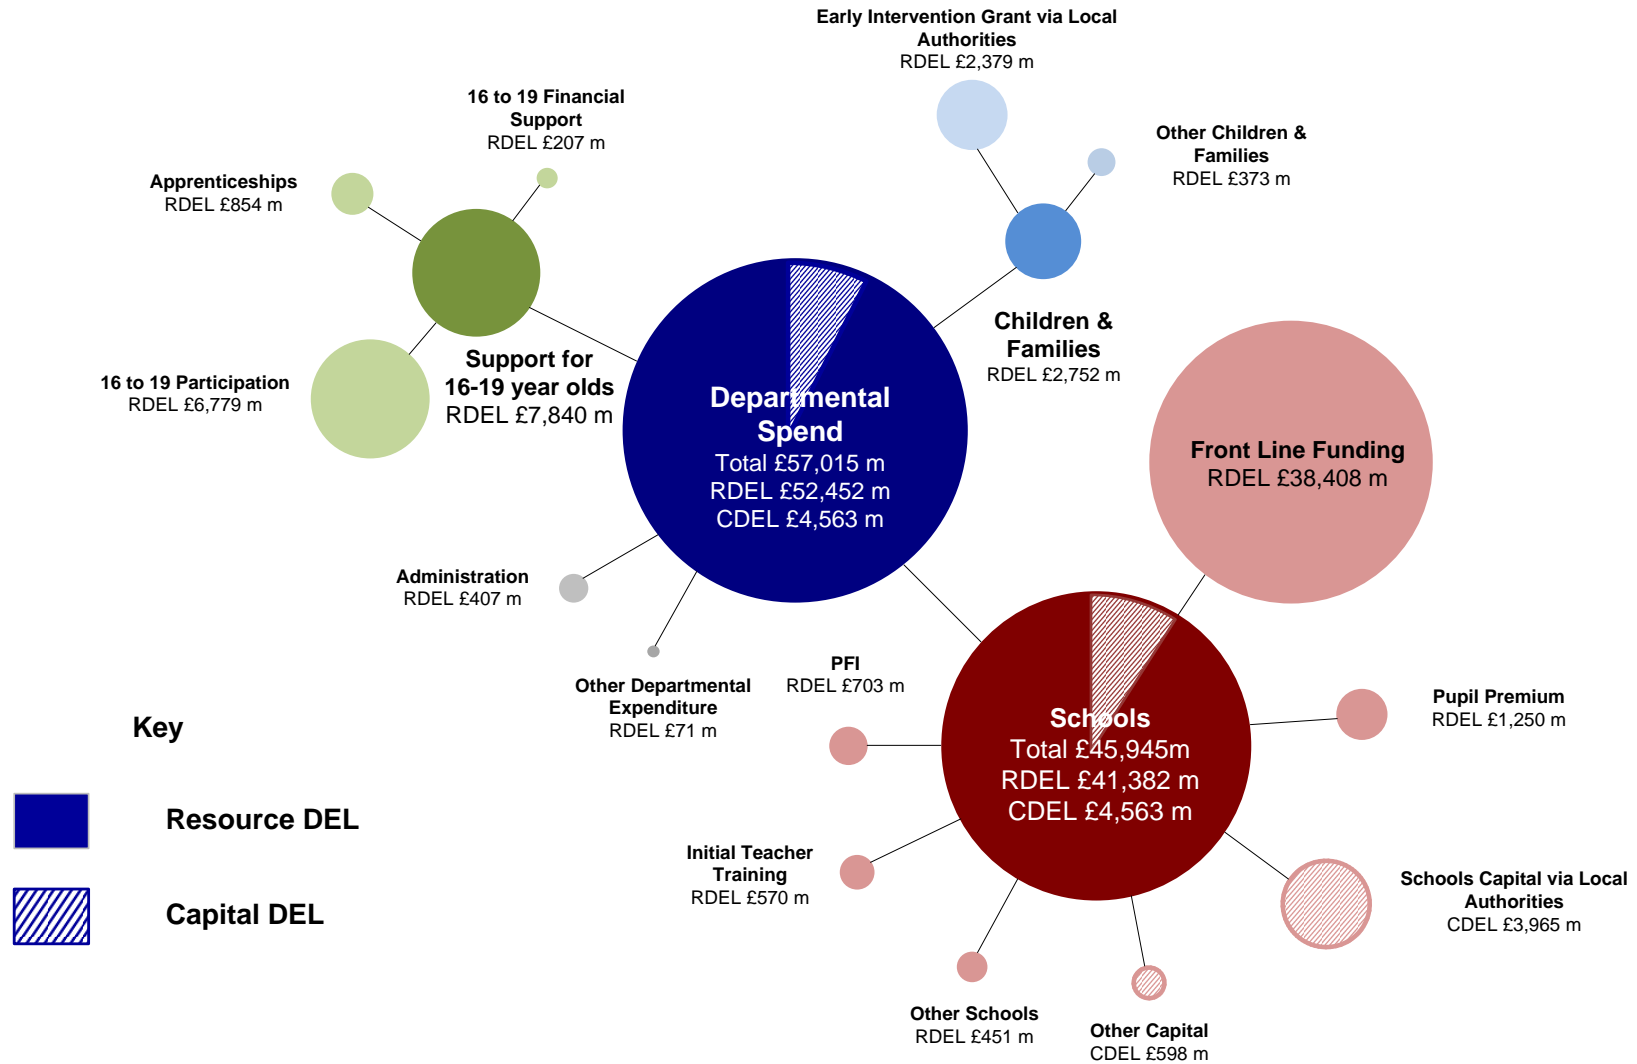 Early Intervention Grant via Local
Authorities
RDEL £2,379 m
16 to 19 Financial
Support
RDEL £207 m
Other Children &
Families
RDEL £373 m
Apprenticeships
RDEL £854 m
Children &
Families
RDEL £2,752 m
16 to 19 Participation
RDEL £6,779 m
Support for
16-19 year olds
RDEL £7,840 m
Departmental
Spend
Total £57,015 m
RDEL £52,452 m
CDEL £4,563 m
Front Line Funding
RDEL £38,408 m
Administration
RDEL £407 m
Other Departmental
Expenditure
RDEL £71 m
PFI
RDEL £703 m
Pupil Premium
RDEL £1,250 m
Schools
Total £45,945m
RDEL £41,382 m
CDEL £4,563 m
Key
Resource DEL
Capital DEL
Initial Teacher
Training
RDEL £570 m
Schools Capital via Local
Authorities
CDEL £3,965 m
Other Schools
RDEL £451 m
Other Capital
CDEL £598 m